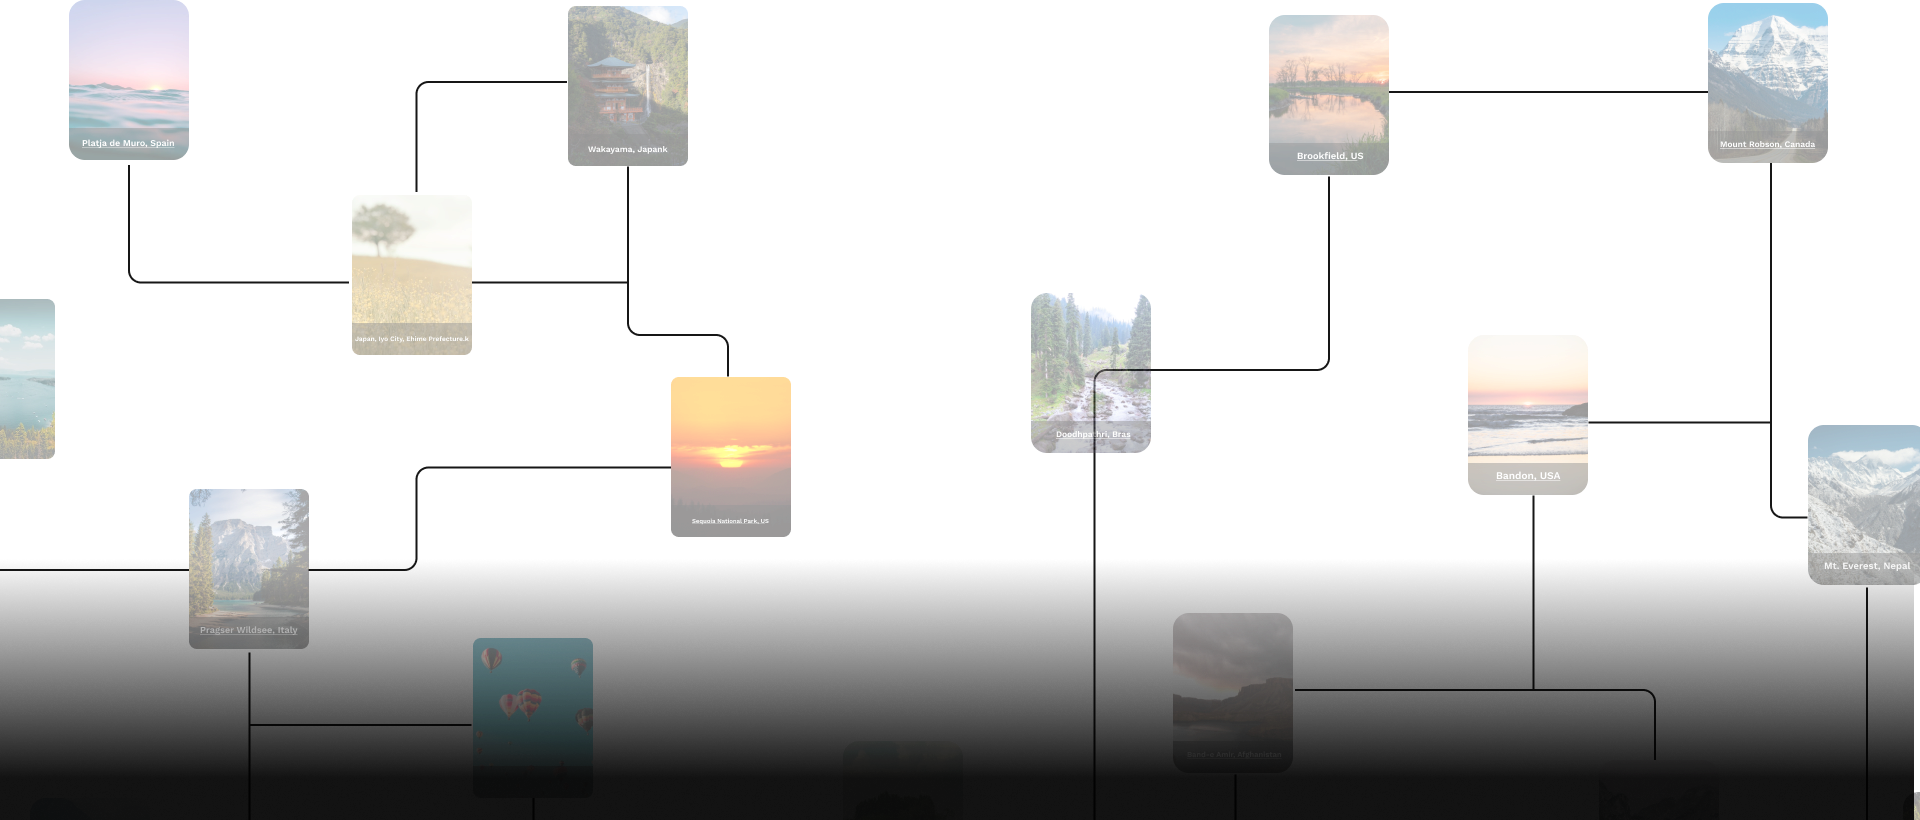 Platja de Muro, Spain
Wakayama, Japank
Brookfield, US
Mount Robson, Canada
Japan, Iyo City, Ehime Prefecture.k
Doodhpathri, Bras
Bandon, USA
Sequoia National Park, US
Mt. Everest, Nepal
Pragser Wildsee, Italy
Band-e Amir, Afghanistan